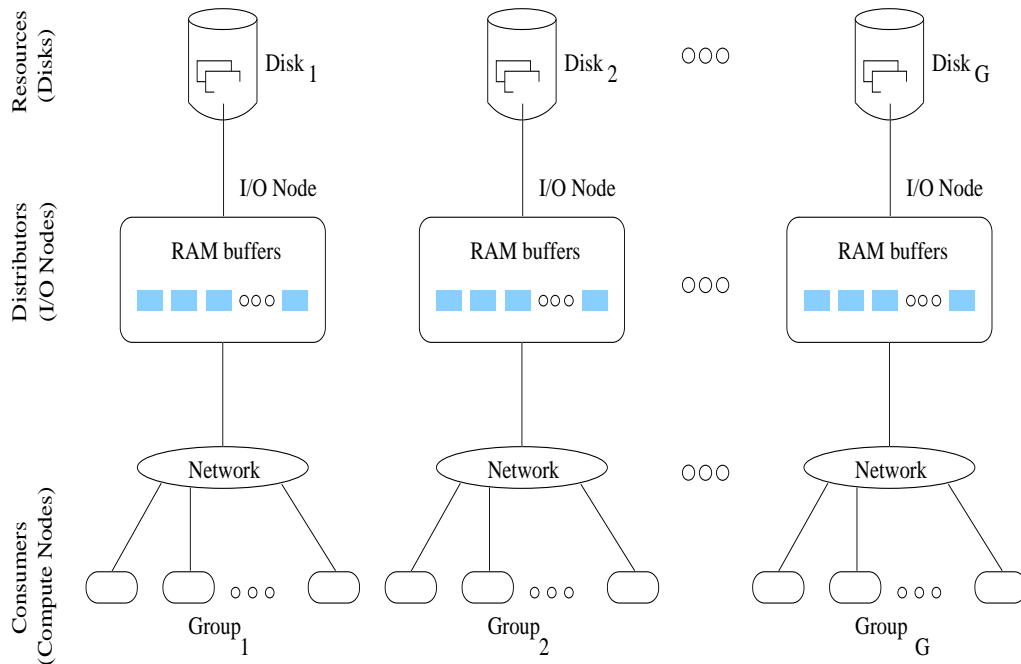 Resources
(Disks)
Disk 1
Disk 2
Disk G
I/O Node
I/O Node
I/O Node
Distributors
(I/O Nodes)
RAM buffers
RAM buffers
RAM buffers
Network
Network
Network
Consumers
(Compute Nodes)
Group 1
Group 2
Group G